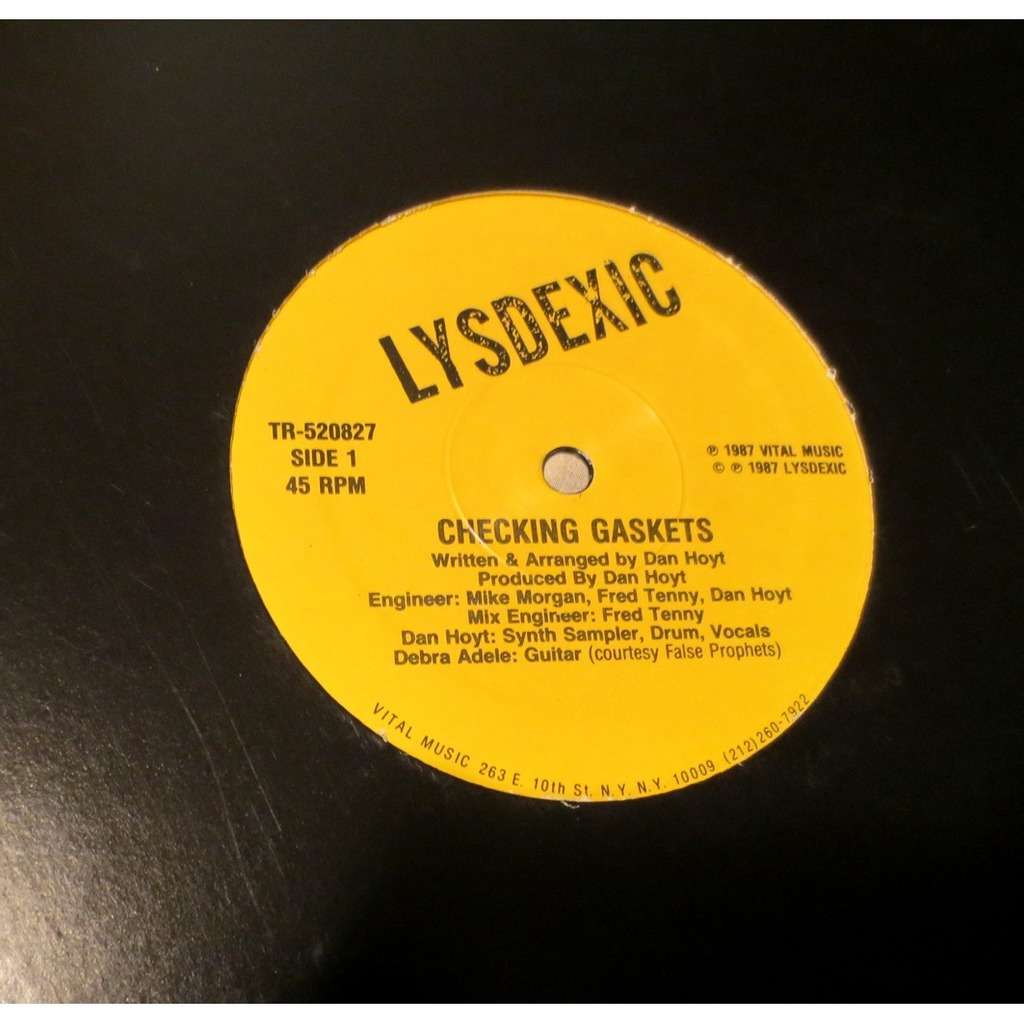 LYSDEXIC
TR-520827
SIDE 1
45 RPM
℗ 1987 VITAL MUSIC
© ℗ 1987 LYSDEXIC
CHECKING GASKETS
Written & Arranged by Dan Hoyt
Produced By Dan Hoyt
Engineer: Mike Morgan, Fred Tenny, Dan Hoyt
Mix Engineer: Fred Tenny
Dan Hoyt: Synth Sampler, Drum, Vocals
Debra Adele: Guitar (courtesy False Prophets)
VITAL MUSIC 263 E. 10th St. N.Y. N.Y. 10009 (212)260-7922